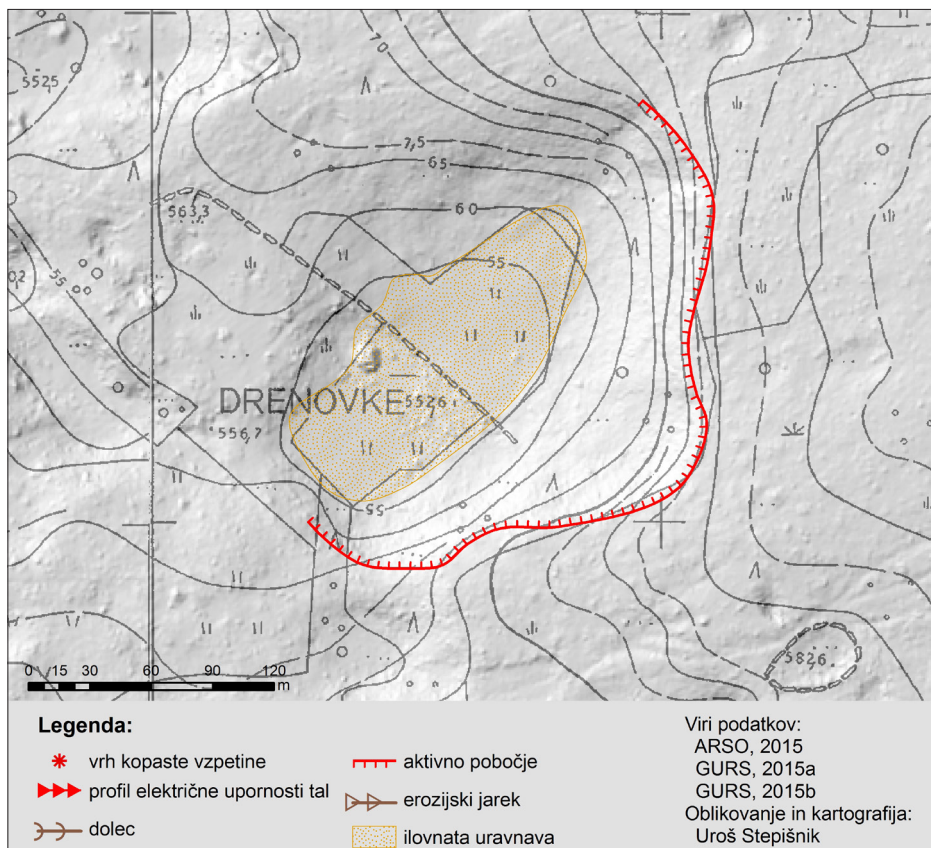 70
5525
7,5
65
60
563,3
55
55
DRENOVKE
5526
556,7
55
5826
0 15 30 60 90 120
m
Legenda:
vrh kopaste vzpetine
profil električne upornosti tal
dolec
aktivno pobočje
erozijski jarek
ilovnata uravnava
Viri podatkov:
ARSO, 2015
GURS, 2015a
GURS, 2015b
Oblikovanje in kartografija:
Uroš Stepišnik